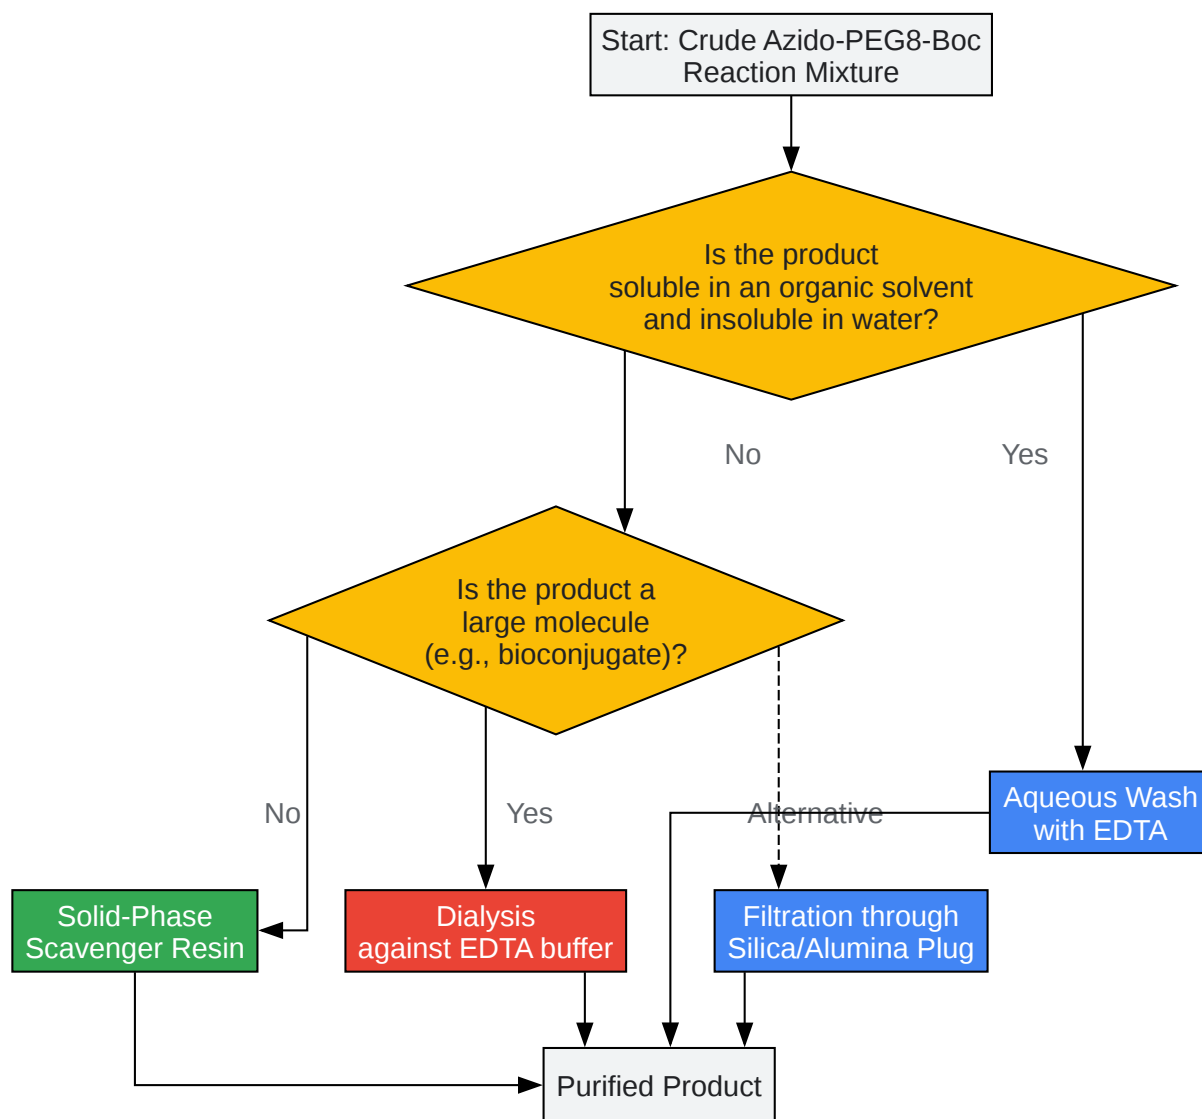 Start: Crude Azido-PEG8-Boc
Reaction Mixture
Is the product
soluble in an organic solvent
and insoluble in water?
No
Yes
Is the product a
large molecule
(e.g., bioconjugate)?
No
Yes
Alternative
Aqueous Wash
with EDTA
Solid-Phase
Scavenger Resin
Dialysis
against EDTA buffer
Filtration through
Silica/Alumina Plug
Purified Product